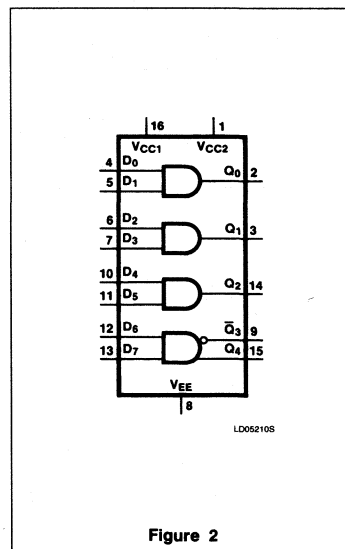 16 1
VCC1 VCC2
4 D0 Q0 2
5 D1
6 D2 Q1 3
7 D3
10 D4 Q2 14
11 D5
12 D6 Q̅3 9
13 D7 Q4 15
VEE
8
LD05210S
Figure 2